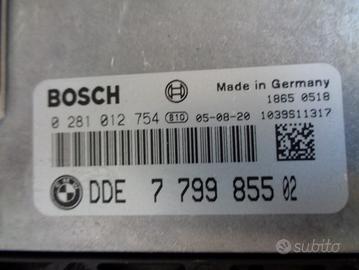 BOSCH
Made in Germany
1865 0518
0 281 012 754 B10 05-08-20 1039S11317
DDE 7 799 855 02
subito